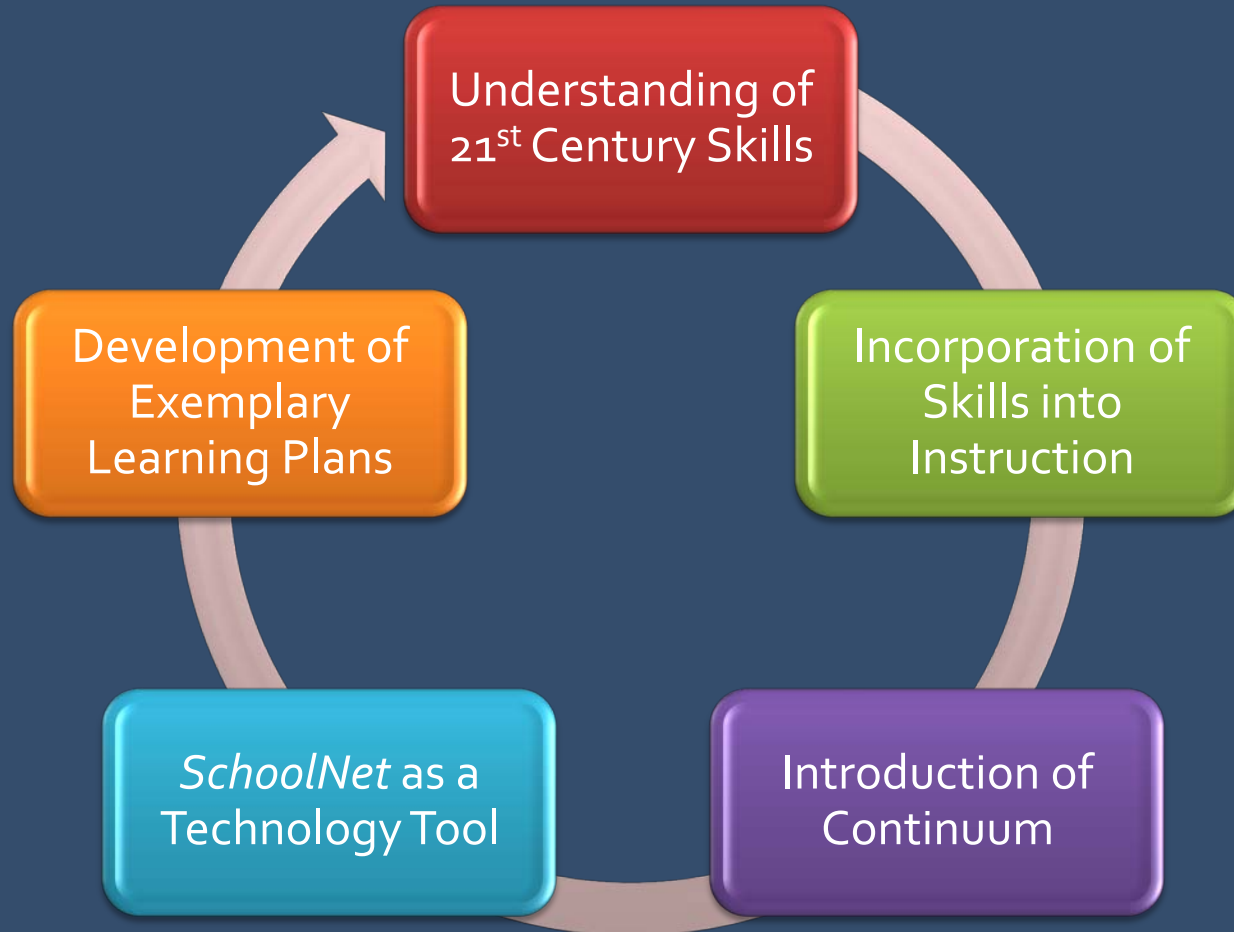 Understanding of
21st Century Skills
Incorporation of
Skills into
Instruction
Introduction of
Continuum
SchoolNet as a
Technology Tool
Development of
Exemplary
Learning Plans